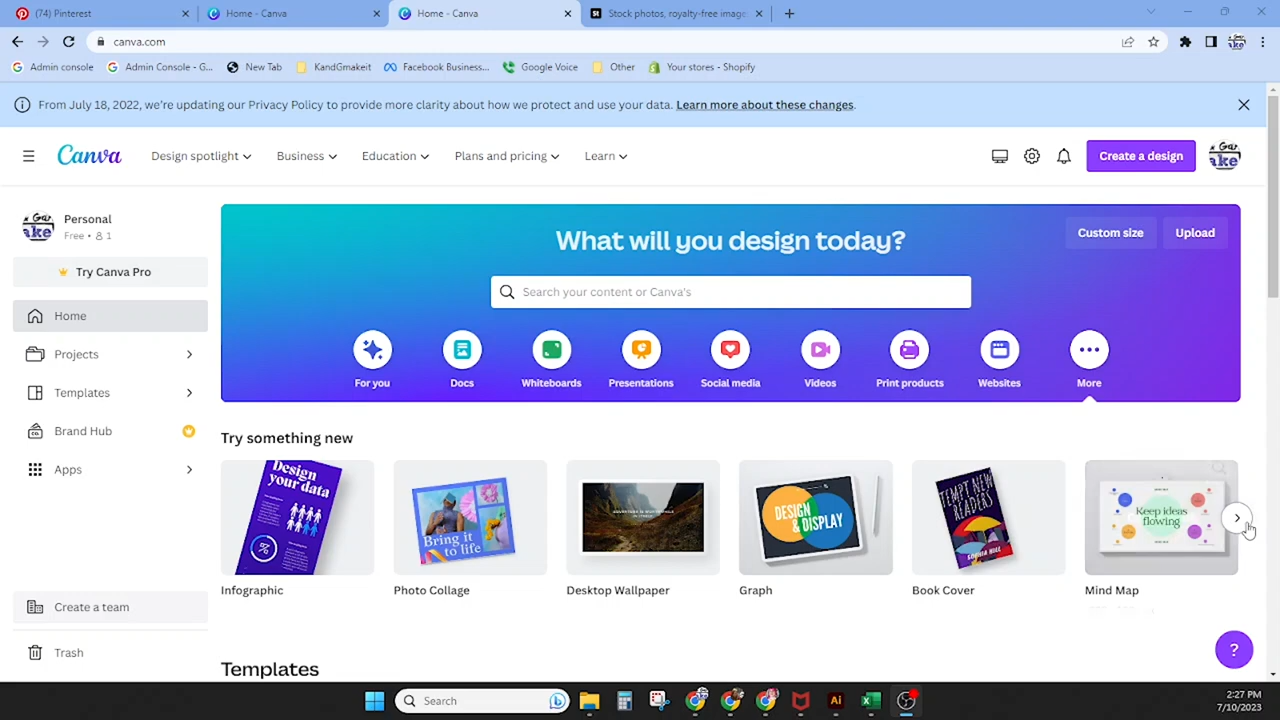 (74) Pinterest
Home - Canva
Home - Canva
Stock photos, royalty-free image
canva.com
Admin console
Admin Console - G...
New Tab
KandGmakeit
Facebook Business...
Google Voice
Other
Your stores - Shopify
From July 18, 2022, we're updating our Privacy Policy to provide more clarity about how we protect and use your data. Learn more about these changes.
Canva
Design spotlight
Business
Education
Plans and pricing
Learn
Create a design
Personal
Free • 1
Try Canva Pro
Home
Projects
Templates
Brand Hub
Apps
Create a team
Trash
What will you design today?
Custom size
Upload
Search your content or Canva's
For you
Docs
Whiteboards
Presentations
Social media
Videos
Print products
Websites
More
Try something new
Design
your data
Infographic
Bring it
to life
Photo Collage
Desktop Wallpaper
DESIGN
& DISPLAY
Graph
TEMPT NEW
READERS
Book Cover
Keep ideas
flowing
Mind Map
Templates
?
Search
Ai
2:27 PM
7/10/2023